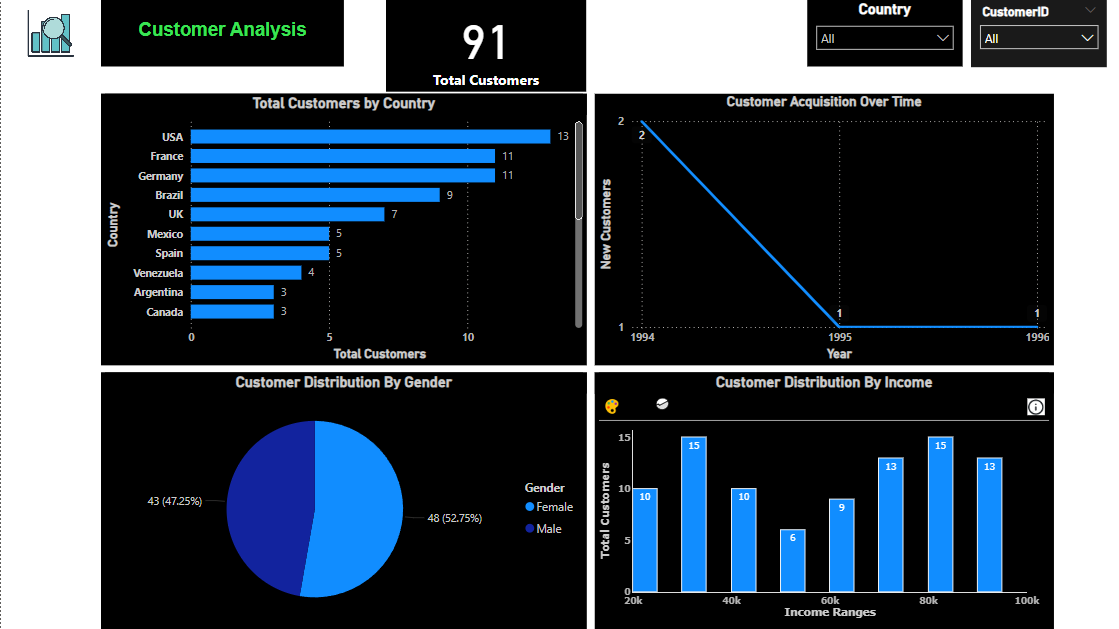 Customer Analysis
91
Total Customers
Country
All
CustomerID
All
Total Customers by Country
Country
USA 13
France 11
Germany 11
Brazil 9
UK 7
Mexico 5
Spain 5
Venezuela 4
Argentina 3
Canada 3
0 5 10
Total Customers
Customer Acquisition Over Time
New Customers
2
2
1
1
1
1994 1995 1996
Year
Customer Distribution By Gender
43 (47.25%)
48 (52.75%)
Gender
Female
Male
Customer Distribution By Income
Total Customers
15
10
5
0
10 15 10 6 9 13 15 13
20k 40k 60k 80k 100k
Income Ranges